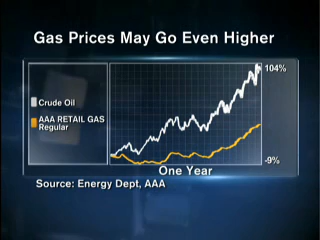 Gas Prices May Go Even Higher
104%
Crude Oil
AAA RETAIL GAS
Regular
-9%
One Year
Source: Energy Dept, AAA